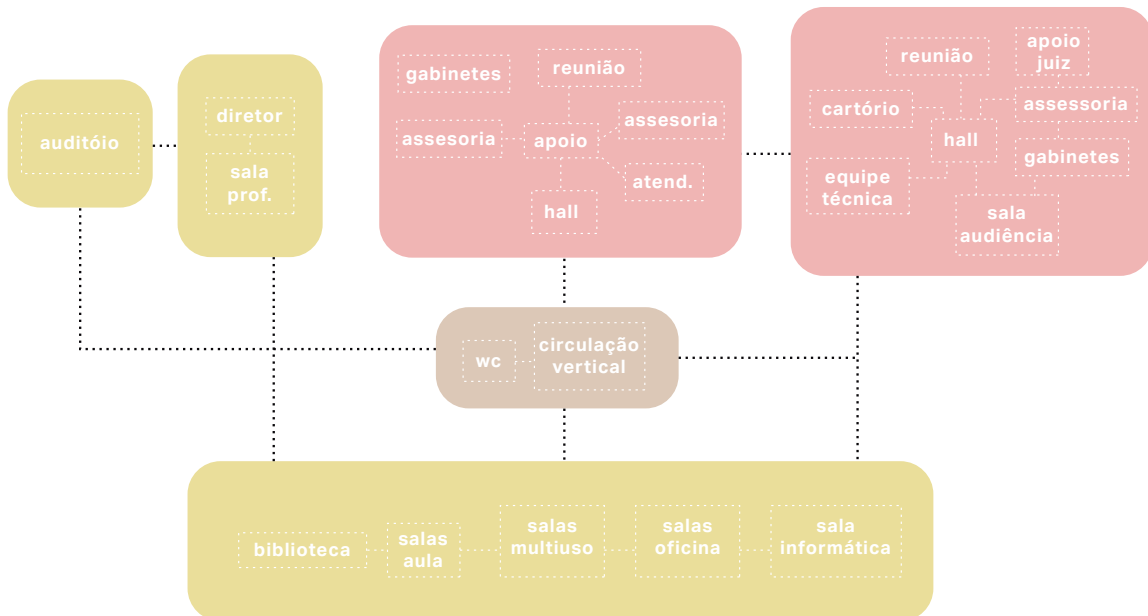 auditóio
diretor
sala
prof.
gabinetes
reunião
assesoria
apoio
assesoria
atend.
hall
reunião
apoio
juiz
cartório
assessoria
hall
gabinetes
equipe
técnica
sala
audiência
wc
circulação
vertical
biblioteca
salas
aula
salas
multiuso
salas
oficina
sala
informática